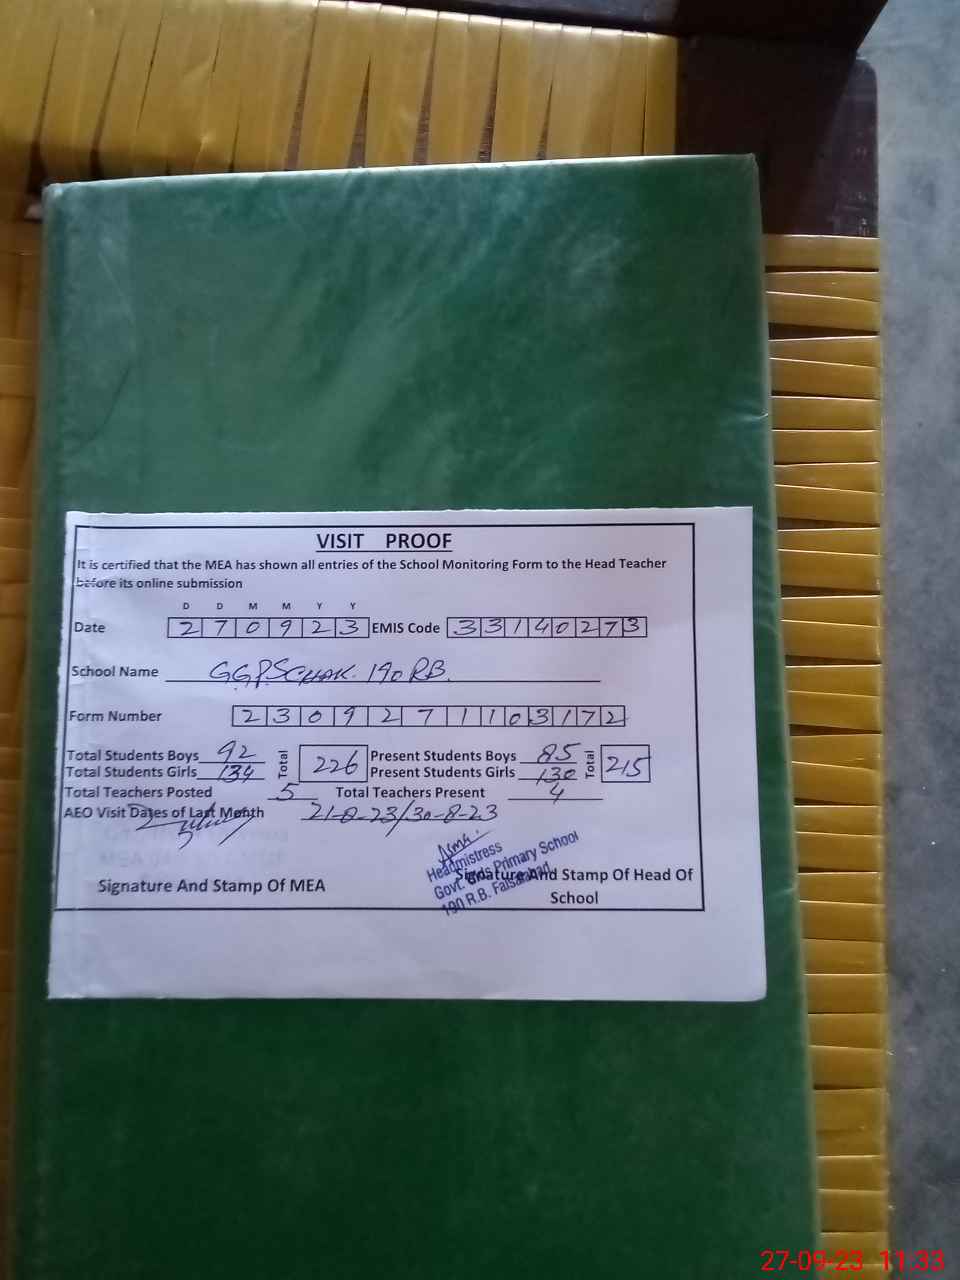 VISIT PROOF
It is certified that the MEA has shown all entries of the School Monitoring Form to the Head Teacher
before its online submission
D D M M Y Y
Date 2 7 0 9 2 3 EMIS Code 3 3 1 4 0 2 7 3
School Name GGPS CHAK. 190 RB.
Form Number 2 3 0 9 2 7 1 1 0 3 1 7 2
Total Students Boys 92 Total 226 Present Students Boys 85 Total 215
Total Students Girls 134 Present Students Girls 130
Total Teachers Posted 5 Total Teachers Present 4
AEO Visit Dates of Last Month 21-8-23/30-8-23
Headmistress
Govt. Girls Primary School
190 R.B. Faisalabad
Signature And Stamp Of MEA Signature And Stamp Of Head Of
School
27-09-23 11:33